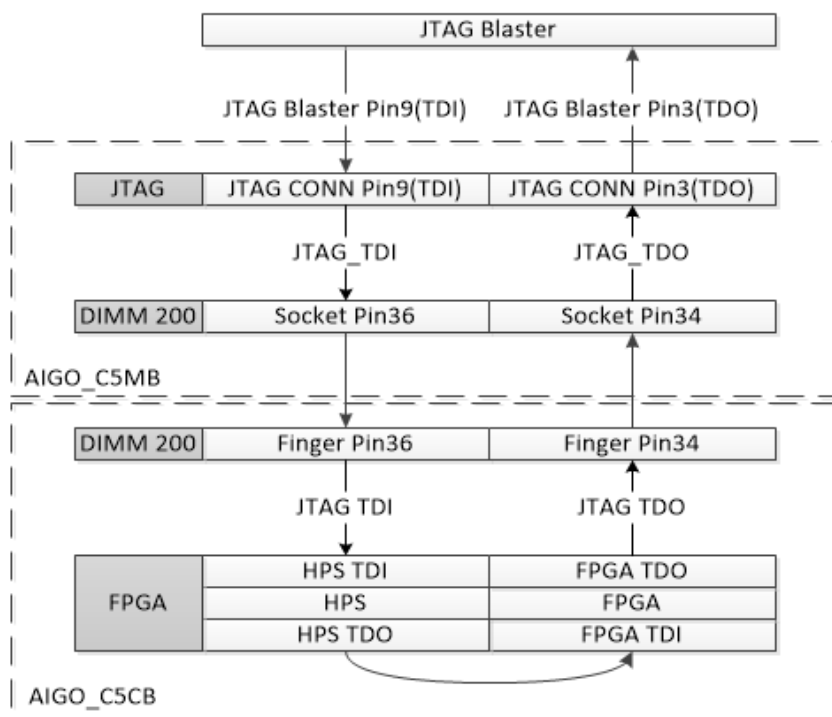 JTAG Blaster
JTAG Blaster Pin9(TDI) JTAG Blaster Pin3(TDO)
JTAG JTAG CONN Pin9(TDI) JTAG CONN Pin3(TDO)
JTAG_TDI JTAG_TDO
DIMM 200 Socket Pin36 Socket Pin34
AIGO_C5MB
DIMM 200 Finger Pin36 Finger Pin34
JTAG TDI JTAG TDO
HPS TDI FPGA TDO
FPGA HPS FPGA
HPS TDO FPGA TDI
AIGO_C5CB